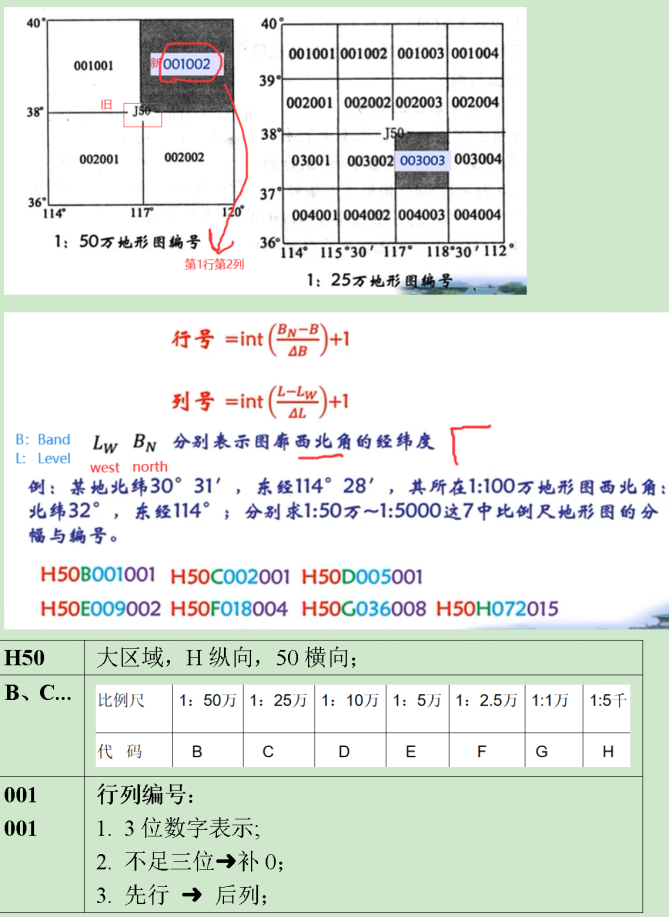 40°
新001002
001001
旧
38°
J50
002001
002002
36°
114°
117°
120°
1：50万地形图编号
第1行第2列
40°
001001 001002 001003 001004
39°
002001 002002 002003 002004
38°
J50
03001 003002 003003 003004
37°
004001 004002 004003 004004
36°
114° 115°30′ 117° 118°30′ 112°
1：25万地形图编号
行号 =int(B_N−B/ΔB)+1
列号 =int(L−L_W/ΔL)+1
B：Band
L：Level
L_W B_N 分别表示图廓西北角的经纬度
west north
例：某地北纬30°31′，东经114°28′，其所在1:100万地形图西北角：
北纬32°，东经114°；分别求1:50万～1:5000这7中比例尺地形图的分
幅与编号。
H50B001001 H50C002001 H50D005001
H50E009002 H50F018004 H50G036008 H50H072015
H50 大区域，H 纵向，50 横向；
B、C...
比例尺 1：50万 1：25万 1：10万 1：5万 1：2.5万 1:1万 1:5千
代 码 B C D E F G H
001 行列编号：
001 1. 3 位数字表示;
2. 不足三位➔补 0；
3. 先行 ➔ 后列；